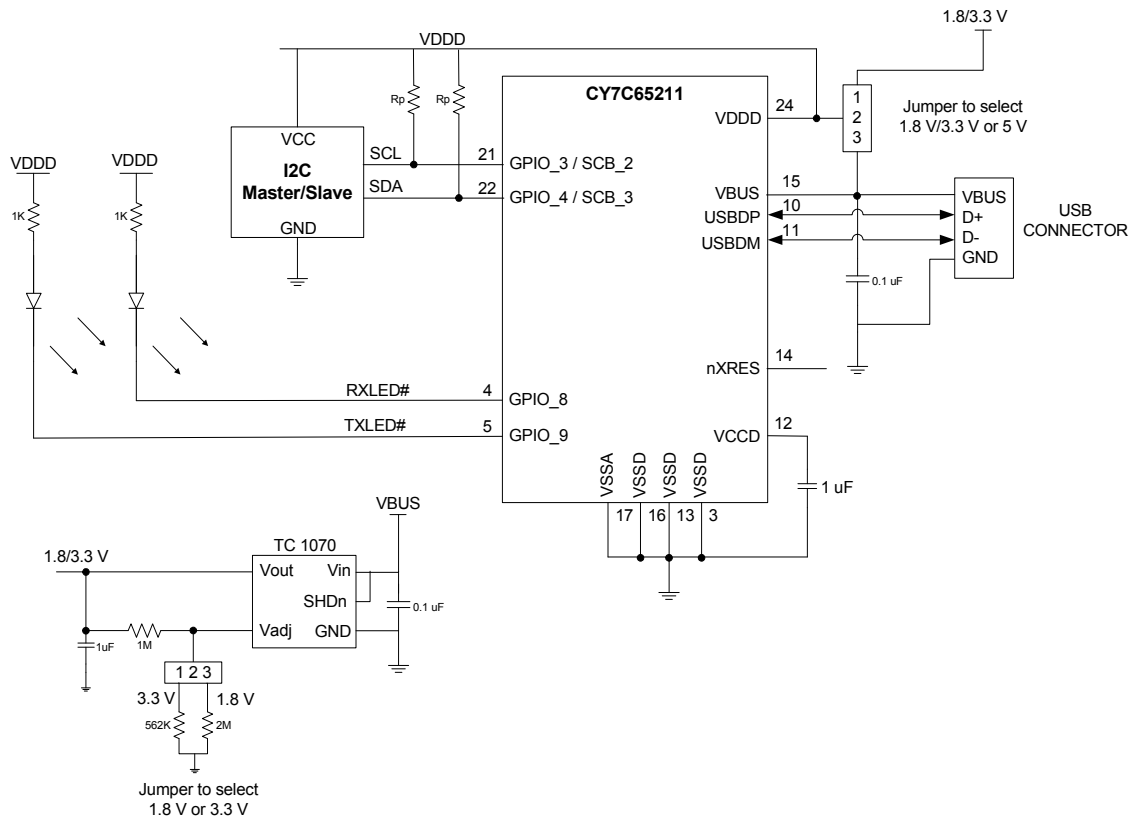 1.8/3.3 V
VDDD
CY7C65211
VDDD
24
1
2
3
Jumper to select
1.8 V/3.3 V or 5 V
Rp
Rp
VCC
I2C
Master/Slave
GND
SCL
21
GPIO_3 / SCB_2
SDA
22
GPIO_4 / SCB_3
VBUS
15
USBDP
10
USBDM
11
VBUS
D+
D-
GND
USB
CONNECTOR
0.1 uF
VDDD
VDDD
1K
1K
nXRES
14
RXLED#
4
GPIO_8
TXLED#
5
GPIO_9
VCCD
12
1 uF
VSSA
VSSD
VSSD
VSSD
17
16
13
3
VBUS
TC 1070
1.8/3.3 V
Vout
Vin
SHDn
Vadj
GND
0.1 uF
1uF
1M
1 2 3
3.3 V
1.8 V
562K
2M
Jumper to select
1.8 V or 3.3 V